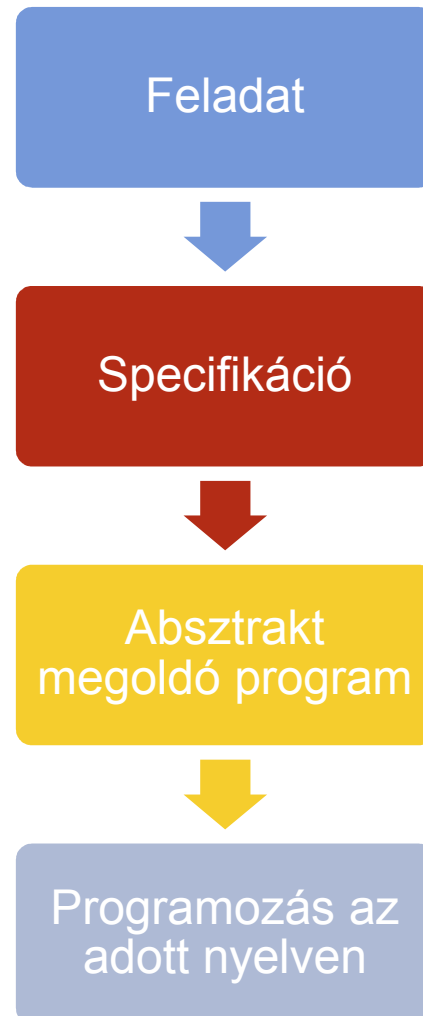 Feladat
Specifikáció
Absztrakt
megoldó program
Programozás az
adott nyelven